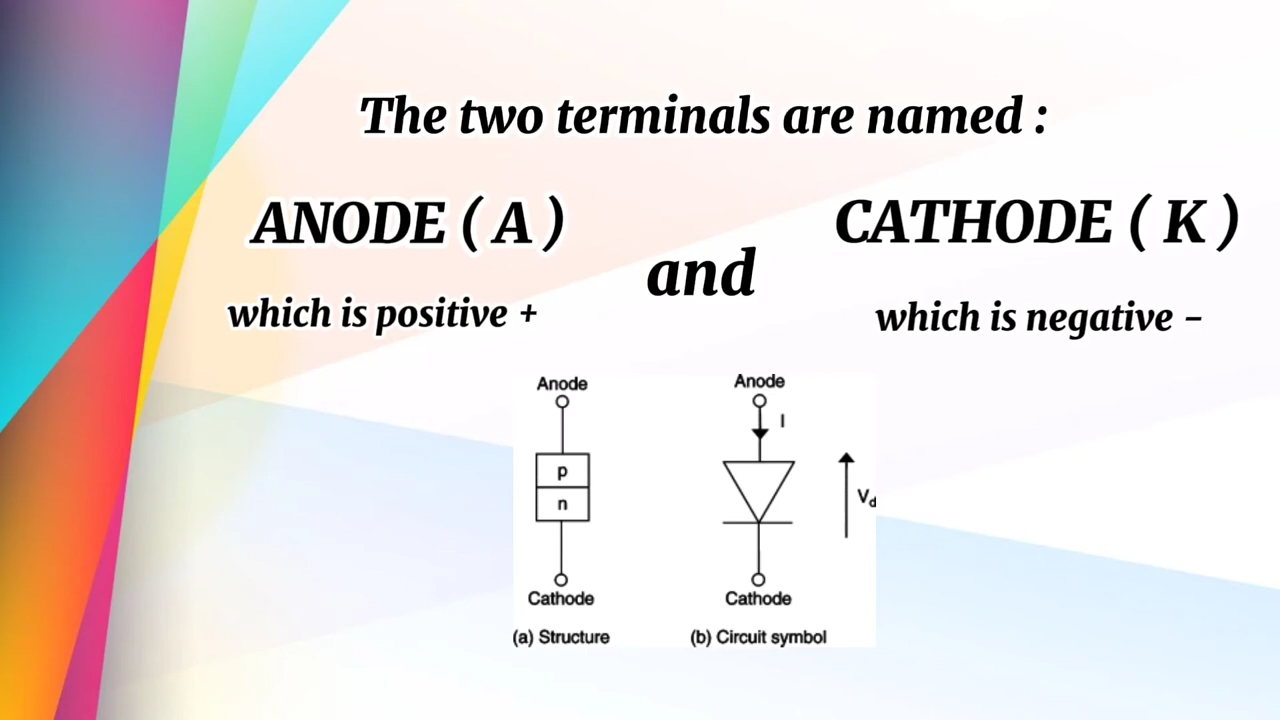 The two terminals are named :
ANODE ( A )
and
CATHODE ( K )
which is positive +
which is negative –
Anode
p
n
Cathode
(a) Structure
Anode
I
Vd
Cathode
(b) Circuit symbol